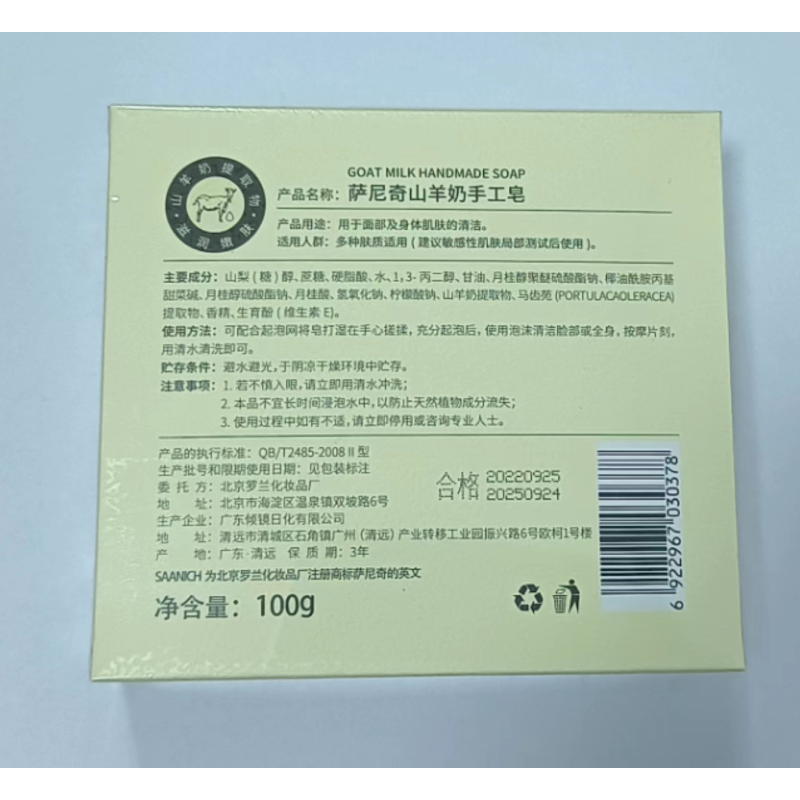 山羊奶提取物
滋润嫩肤
GOAT MILK HANDMADE SOAP
产品名称：萨尼奇山羊奶手工皂
产品用途：用于面部及身体肌肤的清洁。
适用人群：多种肤质适用（建议敏感性肌肤局部测试后使用）。
主要成分：山梨（糖）醇、蔗糖、硬脂酸、水、1,3-丙二醇、甘油、月桂醇聚醚硫酸酯钠、椰油酰胺丙基
甜菜碱、月桂醇硫酸酯钠、月桂酸、氢氧化钠、柠檬酸钠、山羊奶提取物、马齿苋(PORTULACAOLERACEA)
提取物、香精、生育酚（维生素E）。
使用方法：可配合起泡网将皂打湿在手心搓揉，充分起泡后，使用泡沫清洁脸部或全身，按摩片刻，
用清水清洗即可。
贮存条件：避水避光，于阴凉干燥环境中贮存。
注意事项：1.若不慎入眼，请立即用清水冲洗；
2.本品不宜长时间浸泡水中，以防止天然植物成分流失；
3.使用过程中如有不适，请立即停用或咨询专业人士。
产品的执行标准：QB/T2485-2008 II型
生产批号和限期使用日期：见包装标注
委托方：北京罗兰化妆品厂
地址：北京市海淀区温泉镇双坡路6号
生产企业：广东倾镜日化有限公司
地址：清远市清城区石角镇广州（清远）产业转移工业园振兴路6号欧柯1号楼
产地：广东·清远 保质期：3年
SAANICH 为北京罗兰化妆品厂注册商标萨尼奇的英文
净含量：100g
合格 20220925
20250924
6 922967 030378